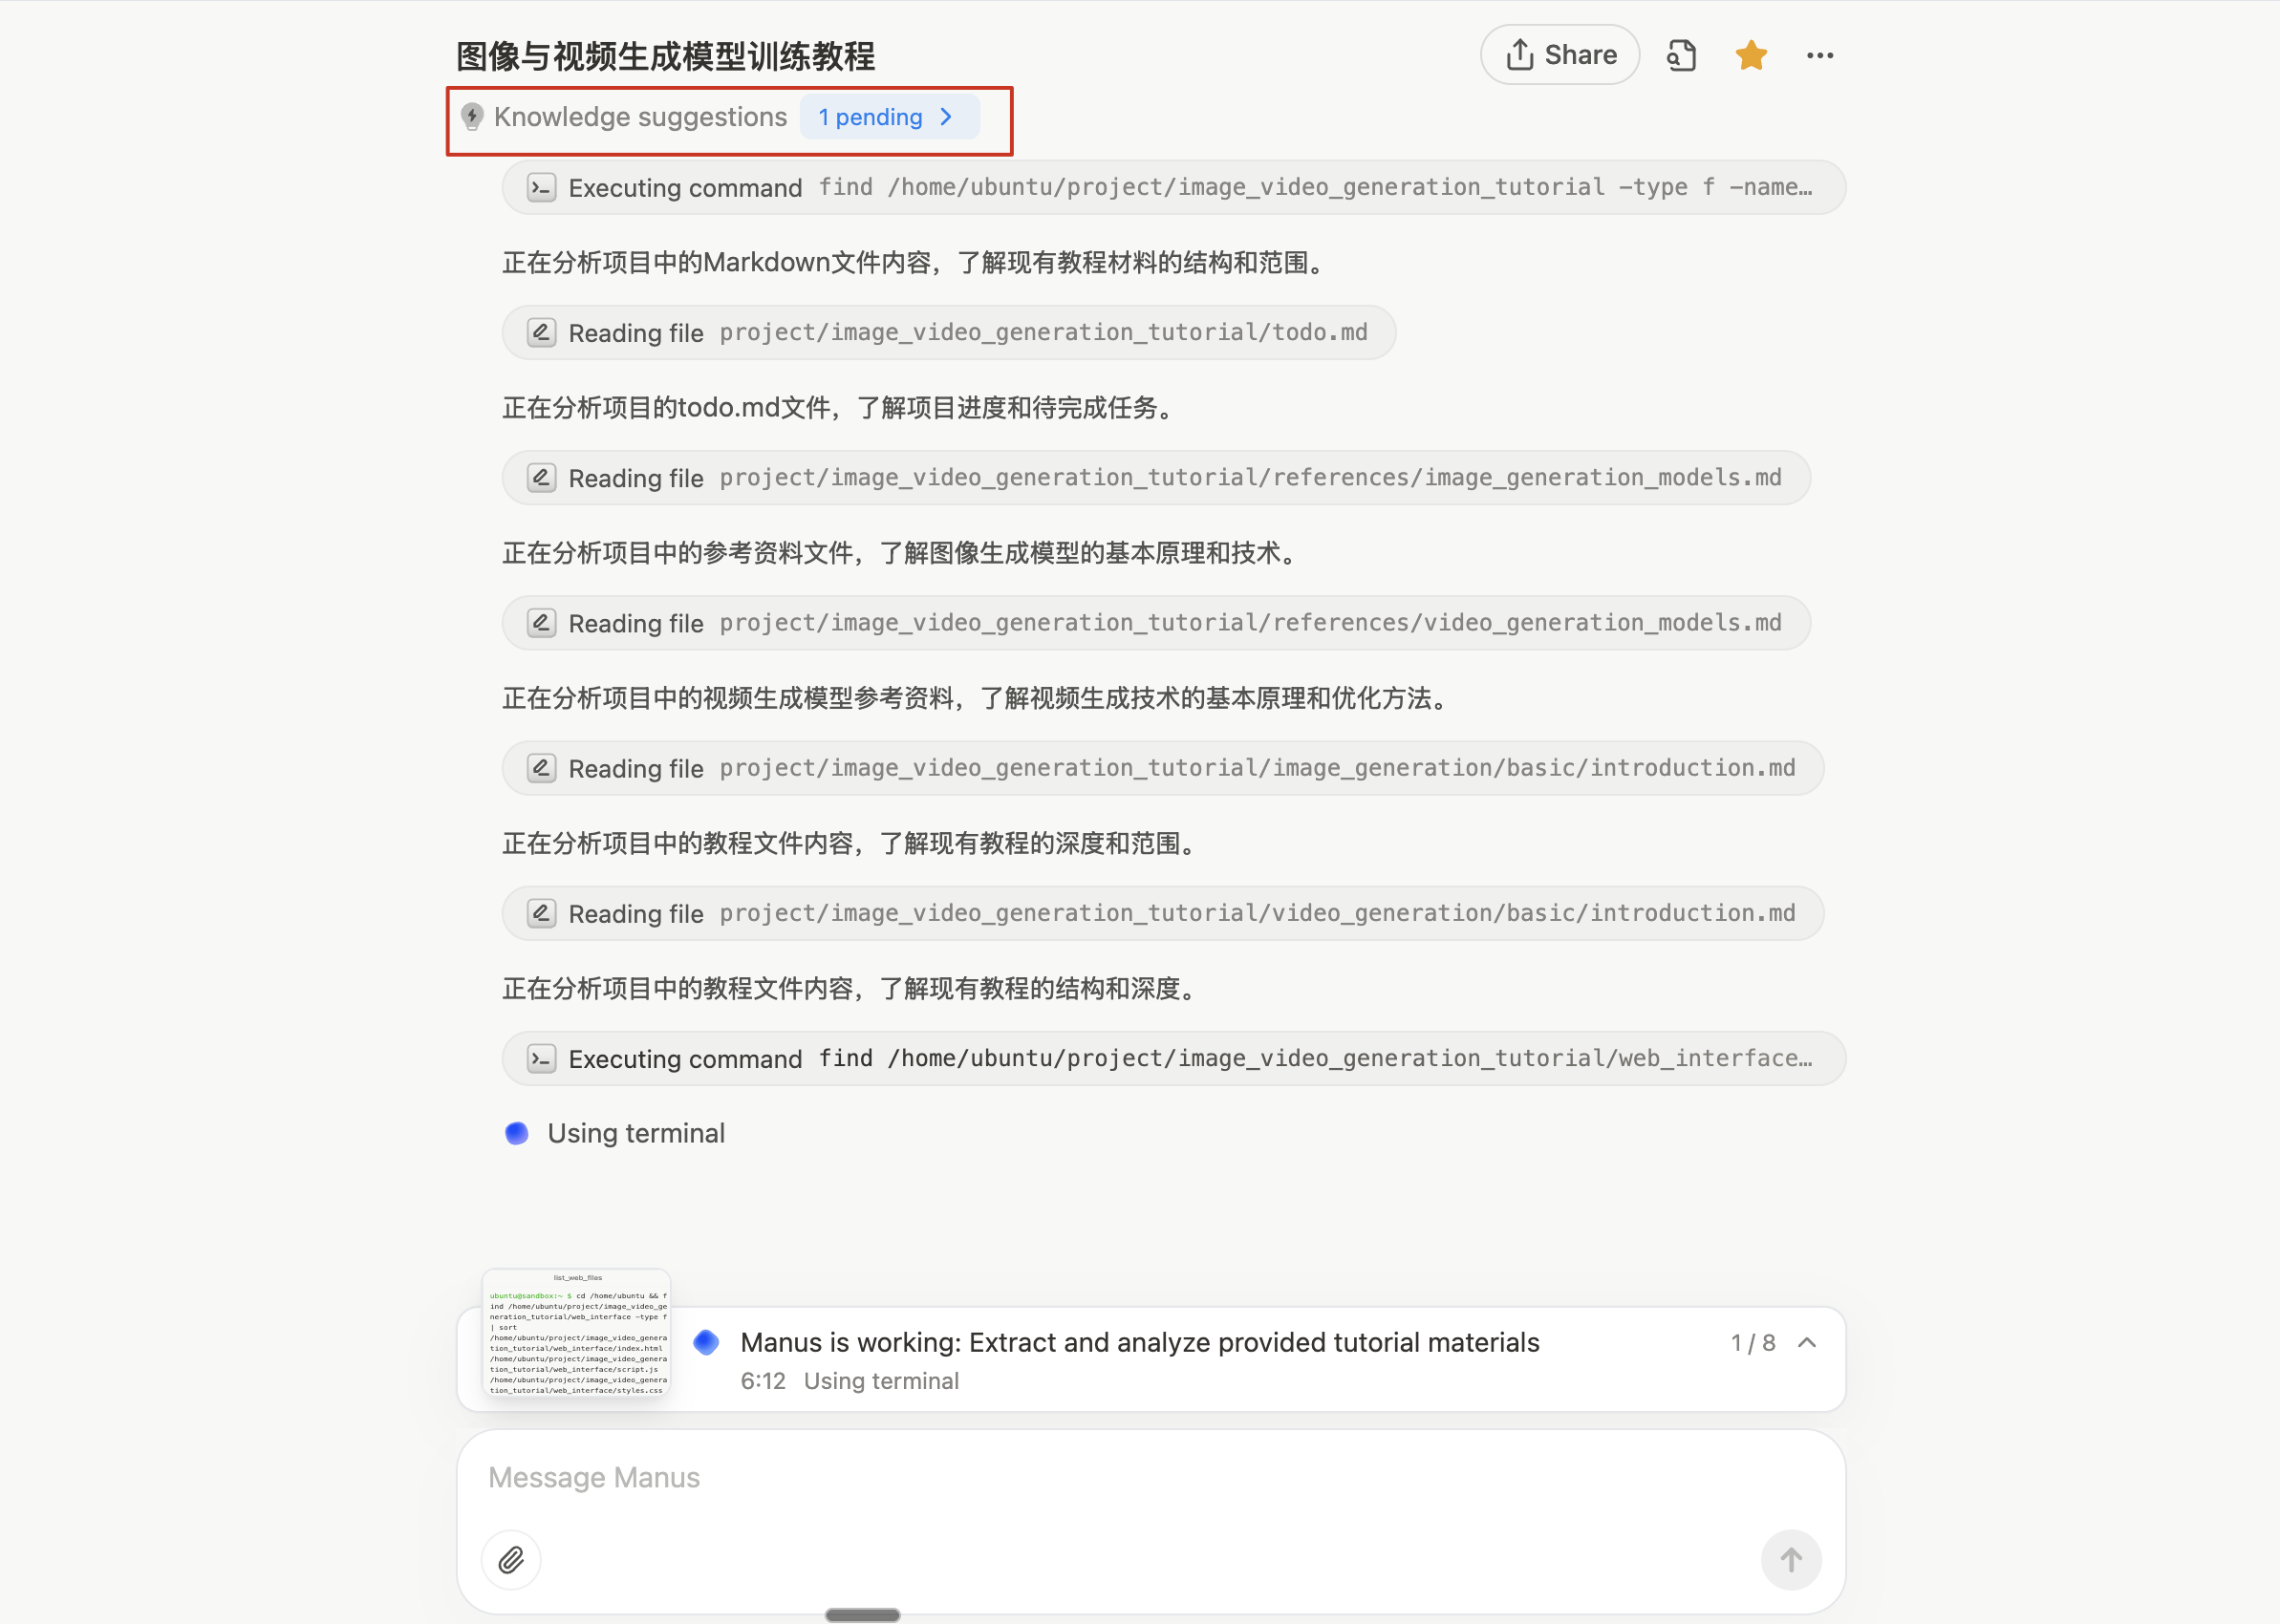 图像与视频生成模型训练教程
Share
Knowledge suggestions 1 pending
Executing command find /home/ubuntu/project/image_video_generation_tutorial -type f -name…
正在分析项目中的Markdown文件内容，了解现有教程材料的结构和范围。
Reading file project/image_video_generation_tutorial/todo.md
正在分析项目的todo.md文件，了解项目进度和待完成任务。
Reading file project/image_video_generation_tutorial/references/image_generation_models.md
正在分析项目中的参考资料文件，了解图像生成模型的基本原理和技术。
Reading file project/image_video_generation_tutorial/references/video_generation_models.md
正在分析项目中的视频生成模型参考资料，了解视频生成技术的基本原理和优化方法。
Reading file project/image_video_generation_tutorial/image_generation/basic/introduction.md
正在分析项目中的教程文件内容，了解现有教程的深度和范围。
Reading file project/image_video_generation_tutorial/video_generation/basic/introduction.md
正在分析项目中的教程文件内容，了解现有教程的结构和深度。
Executing command find /home/ubuntu/project/image_video_generation_tutorial/web_interface…
Using terminal
list_web_files
ubuntu@sandbox:~ $ cd /home/ubuntu && f
ind /home/ubuntu/project/image_video_ge
neration_tutorial/web_interface -type f
| sort
/home/ubuntu/project/image_video_genera
tion_tutorial/web_interface/index.html
/home/ubuntu/project/image_video_genera
tion_tutorial/web_interface/script.js
/home/ubuntu/project/image_video_genera
tion_tutorial/web_interface/styles.css
Manus is working: Extract and analyze provided tutorial materials
1 / 8
6:12 Using terminal
Message Manus